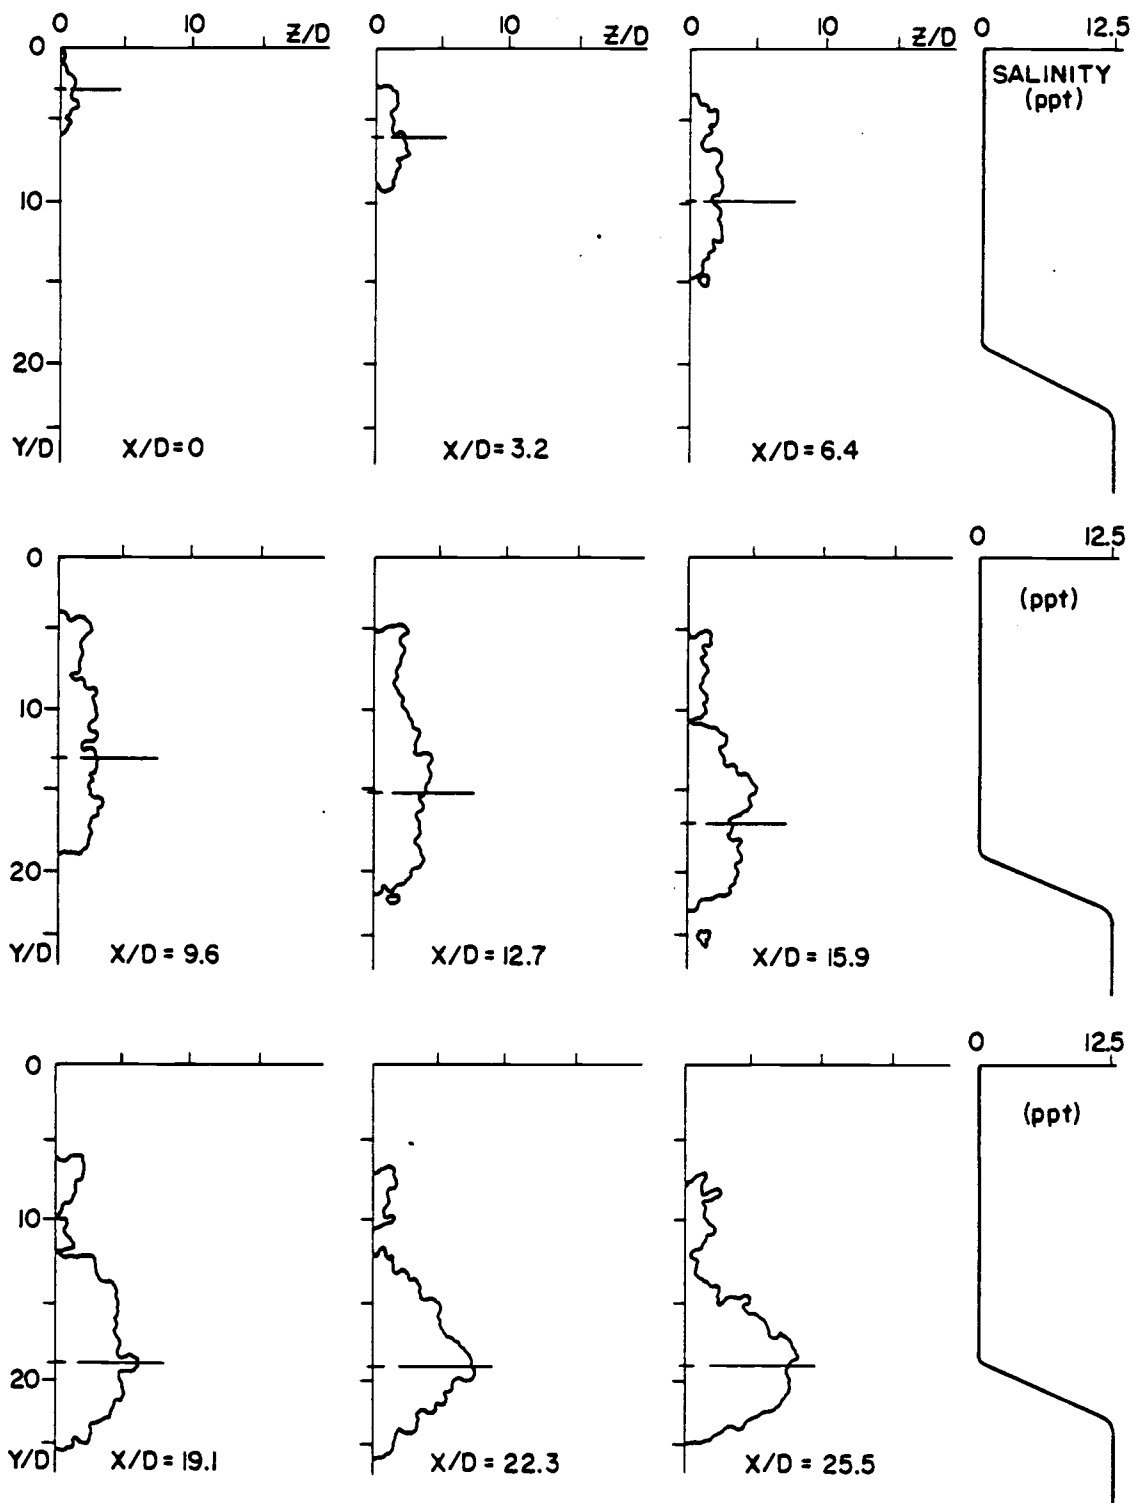 0 10 Z/D 0 10 0 10 Z/D 0 12.5
0
SALINITY
(ppt)
10
20
Y/D X/D=0 X/D=3.2 X/D=6.4
0 12.5
0
(ppt)
10
20
Y/D X/D=9.6 X/D=12.7 X/D=15.9
0 12.5
0
(ppt)
10
20
Y/D X/D=19.1 X/D=22.3 X/D=25.5